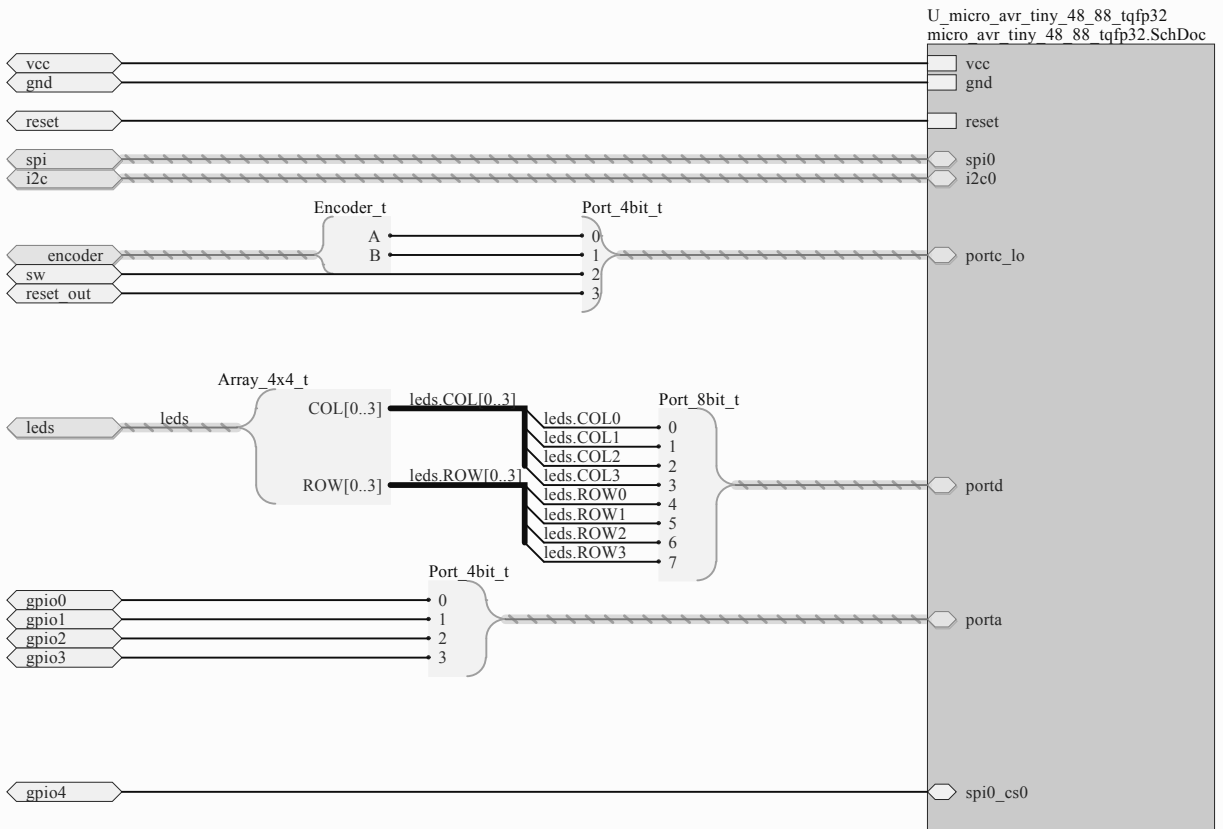 U_micro_avr_tiny_48_88_tqfp32
micro_avr_tiny_48_88_tqfp32.SchDoc
vcc vcc
gnd gnd
reset reset
spi spi0
i2c i2c0
Encoder_t Port_4bit_t
A 0
encoder B 1 portc_lo
sw 2
reset_out 3
Array_4x4_t
COL[0..3] leds.COL[0..3] Port_8bit_t
leds leds leds.COL0 0
leds.COL1 1
leds.COL2 2
ROW[0..3] leds.ROW[0..3] leds.COL3 3 portd
leds.ROW0 4
leds.ROW1 5
leds.ROW2 6
leds.ROW3 7
Port_4bit_t
gpio0 0
gpio1 1 porta
gpio2 2
gpio3 3
gpio4 spi0_cs0